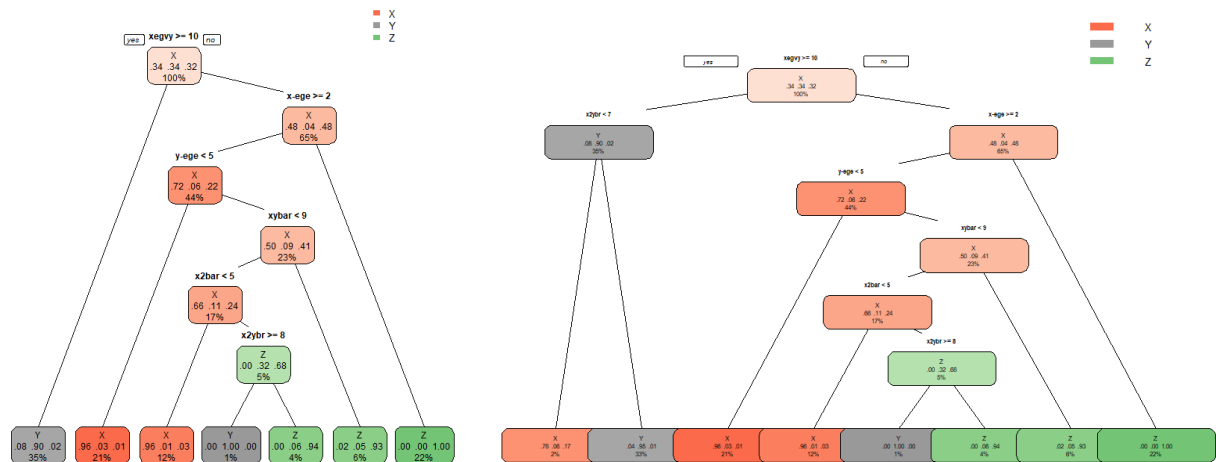 X
Y
Z
yes xegvy >= 10 no
X
.34 .34 .32
100%
x-ege >= 2
X
.48 .04 .48
65%
y-ege < 5
X
.72 .06 .22
44%
xybar < 9
X
.50 .09 .41
23%
x2bar < 5
X
.66 .11 .24
17%
x2ybr >= 8
Z
.00 .32 .68
5%
Y
.08 .90 .02
35%
X
.96 .03 .01
21%
X
.96 .01 .03
12%
Y
.00 1.00 .00
1%
Z
.00 .06 .94
4%
Z
.02 .05 .93
6%
Z
.00 .00 1.00
22%
X
Y
Z
yes xegvy >= 10 no
X
.34 .34 .32
100%
x2ybr < 7
Y
.08 .90 .02
35%
x-ege >= 2
X
.48 .04 .48
65%
y-ege < 5
X
.72 .06 .22
44%
xybar < 9
X
.50 .09 .41
23%
x2bar < 5
X
.66 .11 .24
17%
x2ybr >= 8
Z
.00 .32 .68
5%
X
.76 .06 .17
2%
Y
.04 .95 .01
33%
X
.96 .03 .01
21%
X
.96 .01 .03
12%
Y
.00 1.00 .00
1%
Z
.00 .06 .94
4%
Z
.02 .05 .93
6%
Z
.00 .00 1.00
22%